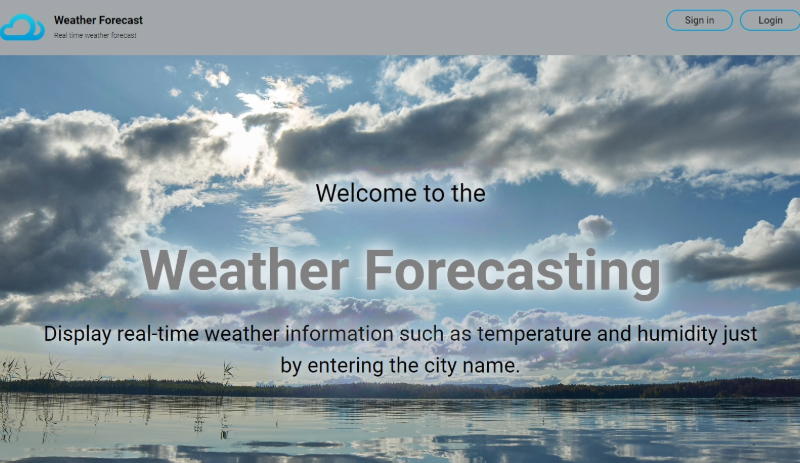 Weather Forecast
Real time weather forecast
Sign in
Login
Welcome to the
Weather Forecasting
Display real-time weather information such as temperature and humidity just
by entering the city name.